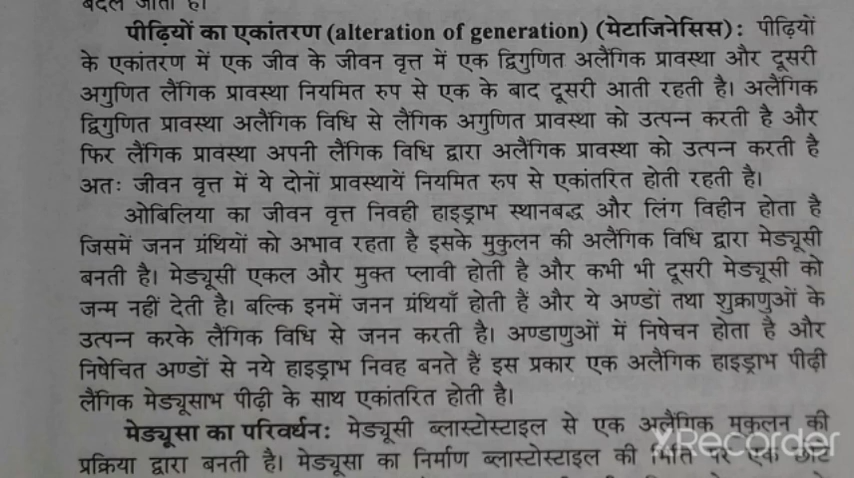 बदल जाता है।
पीढ़ियों का एकांतरण (alteration of generation) (मेटाजिनेसिस): पीढ़ियों
के एकांतरण में एक जीव के जीवन वृत्त में एक द्विगुणित अलैंगिक प्रावस्था और दूसरी
अगुणित लैंगिक प्रावस्था नियमित रुप से एक के बाद दूसरी आती रहती है। अलैंगिक
द्विगुणित प्रावस्था अलैंगिक विधि से लैंगिक अगुणित प्रावस्था को उत्पन्न करती है और
फिर लैंगिक प्रावस्था अपनी लैंगिक विधि द्वारा अलैंगिक प्रावस्था को उत्पन्न करती है
अतः जीवन वृत्त में ये दोनों प्रावस्थायें नियमित रुप से एकांतरित होती रहती है।
ओबिलिया का जीवन वृत्त निवही हाइड्राभ स्थानबद्ध और लिंग विहीन होता है
जिसमें जनन ग्रंथियों को अभाव रहता है इसके मुकुलन की अलैंगिक विधि द्वारा मेड्यूसी
बनती है। मेड्यूसी एकल और मुक्त प्लावी होती है और कभी भी दूसरी मेड्यूसी को
जन्म नहीं देती है। बल्कि इनमें जनन ग्रंथियाँ होती हैं और ये अण्डों तथा शुक्राणुओं के
उत्पन्न करके लैंगिक विधि से जनन करती है। अण्डाणुओं में निषेचन होता है और
निषेचित अण्डों से नये हाइड्राभ निवह बनते हैं इस प्रकार एक अलैंगिक हाइड्राभ पीढ़ी
लैंगिक मेड्यूसाभ पीढ़ी के साथ एकांतरित होती है।
मेड्यूसा का परिवर्धन: मेड्यूसी ब्लास्टोस्टाइल से एक अलैंगिक मुकुलन की
प्रक्रिया द्वारा बनती है। मेड्यूसा का निर्माण ब्लास्टोस्टाइल की भित्ति पर एक छोटे
XRecorder